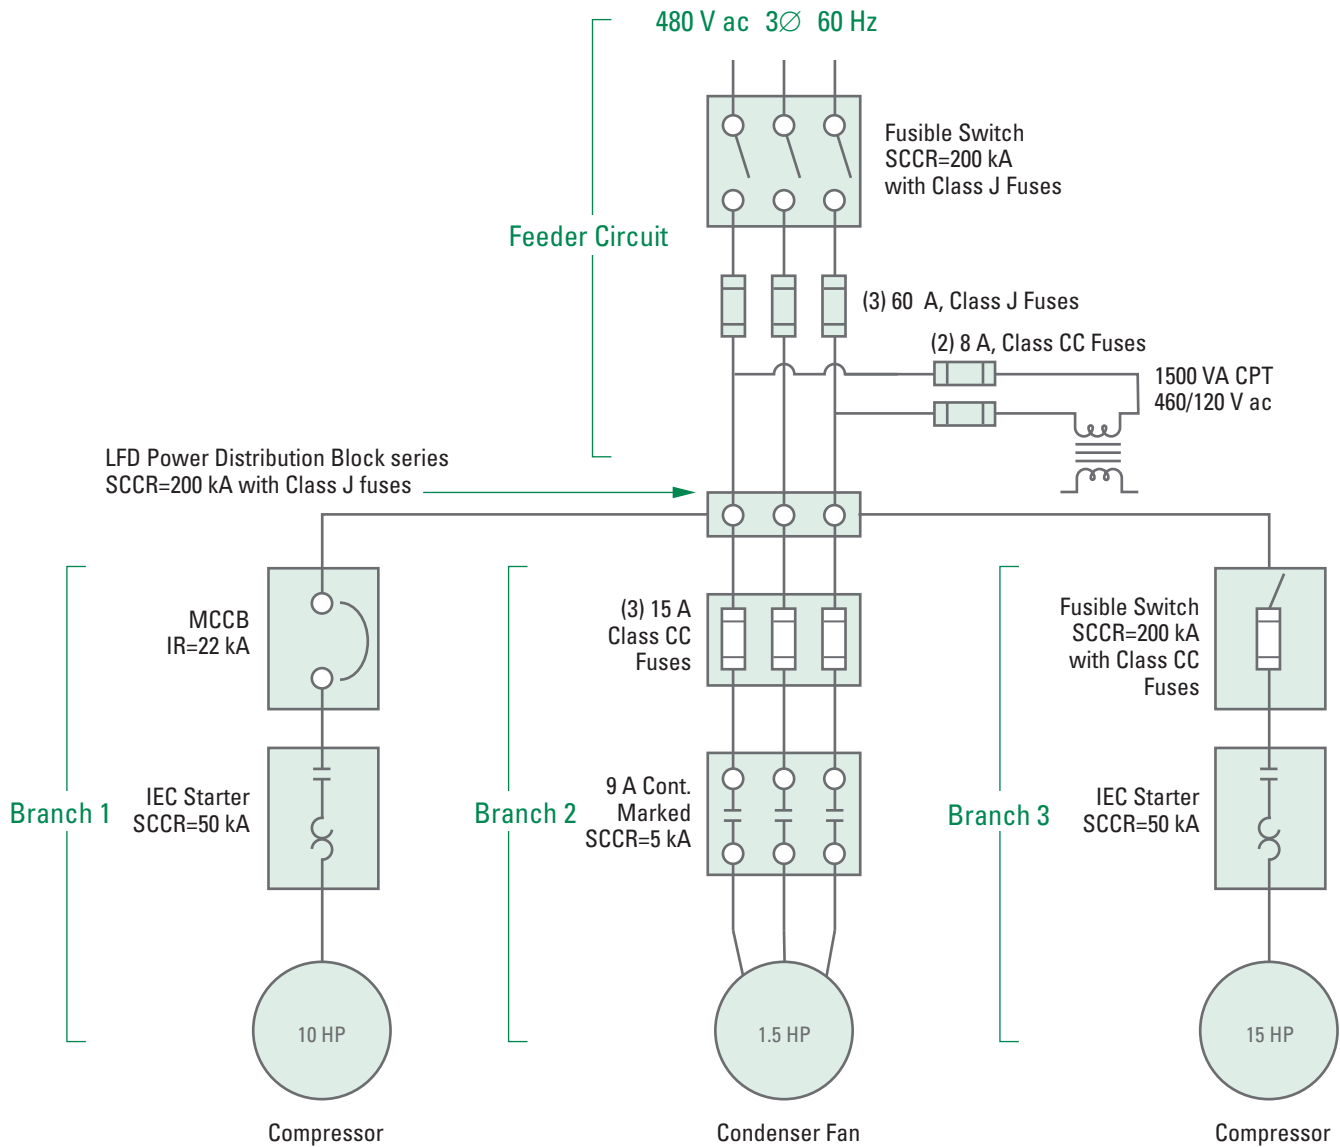 480 V ac 3∅ 60 Hz
Fusible Switch
SCCR=200 kA
with Class J Fuses
Feeder Circuit
(3) 60 A, Class J Fuses
(2) 8 A, Class CC Fuses
1500 VA CPT
460/120 V ac
LFD Power Distribution Block series
SCCR=200 kA with Class J fuses
MCCB
IR=22 kA
(3) 15 A
Class CC
Fuses
Fusible Switch
SCCR=200 kA
with Class CC
Fuses
Branch 1
IEC Starter
SCCR=50 kA
Branch 2
9 A Cont.
Marked
SCCR=5 kA
Branch 3
IEC Starter
SCCR=50 kA
10 HP
1.5 HP
15 HP
Compressor
Condenser Fan
Compressor